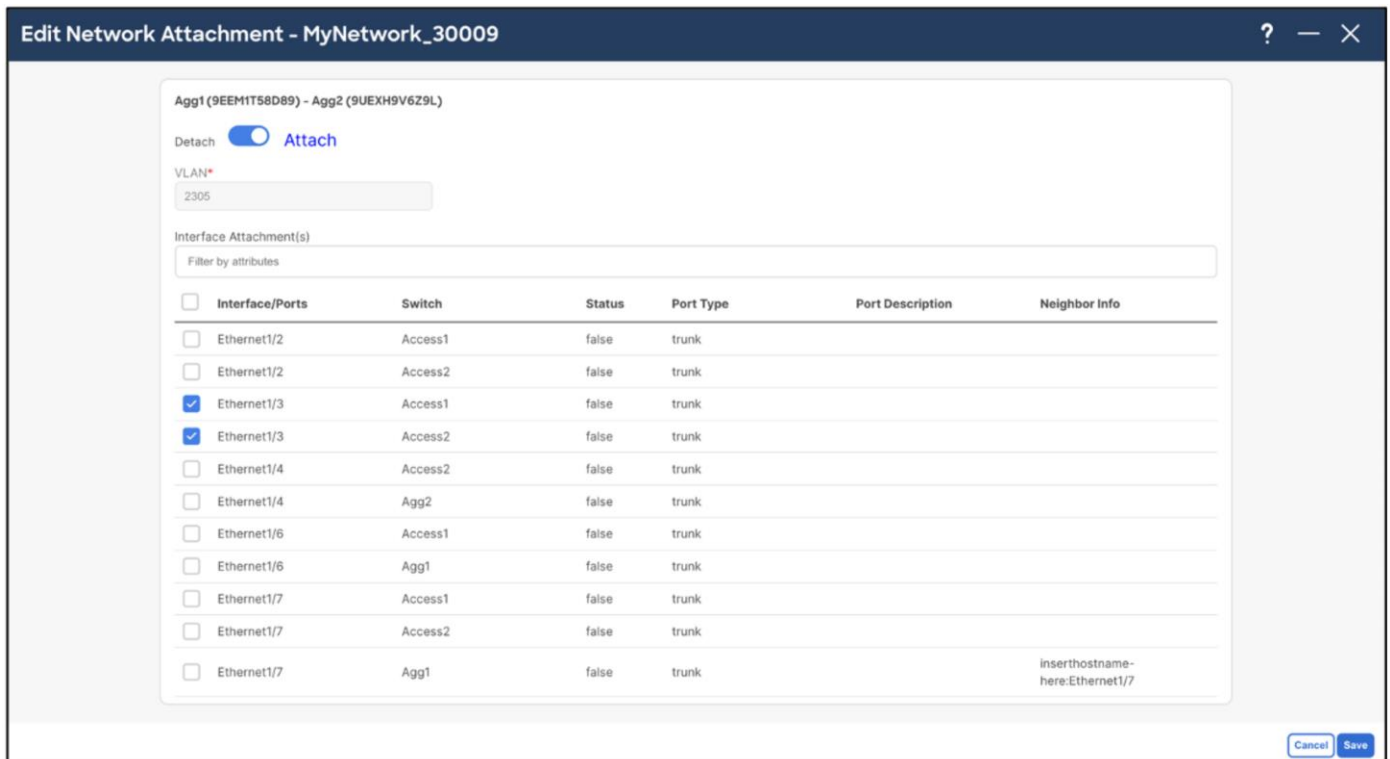 Edit Network Attachment - MyNetwork_30009 ? — ✕
Agg1 (9EEM1T58D89) - Agg2 (9UEXH9V6Z9L)
Detach Attach
VLAN*
2305
Interface Attachment(s)
Filter by attributes
Interface/Ports Switch Status Port Type Port Description Neighbor Info
Ethernet1/2 Access1 false trunk
Ethernet1/2 Access2 false trunk
Ethernet1/3 Access1 false trunk
Ethernet1/3 Access2 false trunk
Ethernet1/4 Access2 false trunk
Ethernet1/4 Agg2 false trunk
Ethernet1/6 Access1 false trunk
Ethernet1/6 Agg1 false trunk
Ethernet1/7 Access1 false trunk
Ethernet1/7 Access2 false trunk
Ethernet1/7 Agg1 false trunk inserthostname-
here:Ethernet1/7
Cancel Save